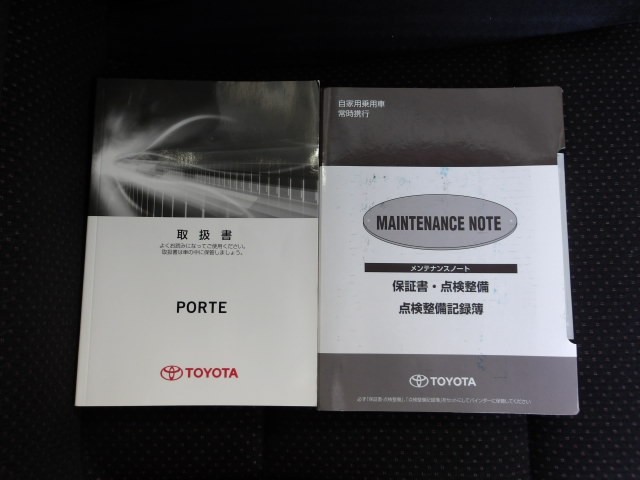 取扱書
よくお読みになってご使用ください。
取扱書は車の中に保管しましょう。
PORTE
TOYOTA
自家用乗用車
常時携行
MAINTENANCE NOTE
メンテナンスノート
保証書・点検整備
点検整備記録簿
TOYOTA